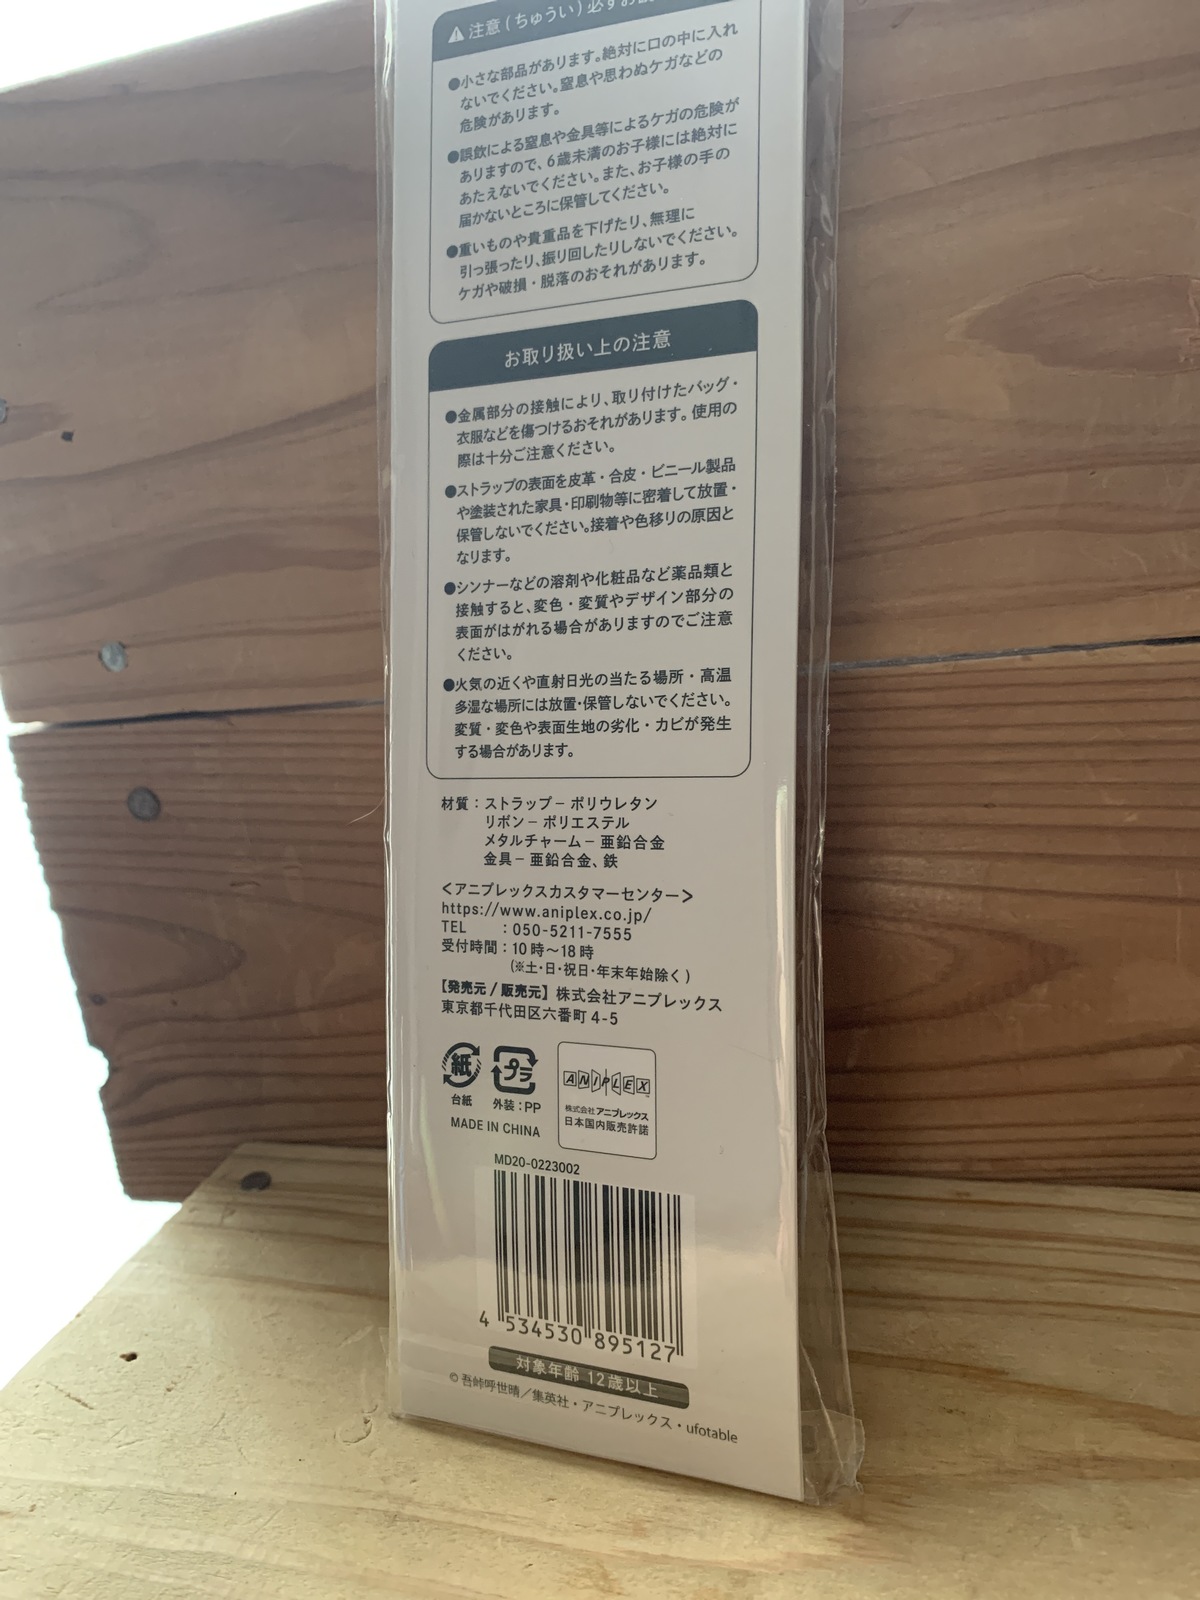 注意(ちゅうい)必ずお
●小さな部品があります。絶対に口の中に入れ
ないでください。窒息や思わぬケガなどの
危険があります。
●誤飲による窒息や金具等によるケガの危険が
ありますので、6歳未満のお子様には絶対に
あたえないでください。また、お子様の手の
届かないところに保管してください。
●重いものや貴重品を下げたり、無理に
引っ張ったり、振り回したりしないでください。
ケガや破損・脱落のおそれがあります。
お取り扱い上の注意
●金属部分の接触により、取り付けたバッグ・
衣服などを傷つけるおそれがあります。使用の
際は十分ご注意ください。
●ストラップの表面を皮革・合皮・ビニール製品
や塗装された家具・印刷物等に密着して放置・
保管しないでください。接着や色移りの原因と
なります。
●シンナーなどの溶剤や化粧品など薬品類と
接触すると、変色・変質やデザイン部分の
表面がはがれる場合がありますのでご注意
ください。
●火気の近くや直射日光の当たる場所・高温
多湿な場所には放置・保管しないでください。
変質・変色や表面生地の劣化・カビが発生
する場合があります。
材質:ストラップ−ポリウレタン
リボン−ポリエステル
メタルチャーム−亜鉛合金
金具−亜鉛合金、鉄
<アニプレックスカスタマーセンター>
https://www.aniplex.co.jp/
TEL :050-5211-7555
受付時間:10時〜18時
(※土・日・祝日・年末年始除く)
【発売元/販売元】株式会社アニプレックス
東京都千代田区六番町4-5
紙
台紙
プラ
外装:PP
MADE IN CHINA
ANIPLEX
株式会社アニプレックス
日本国内販売許諾
MD20-0223002
4 534530 895127
対象年齢 12歳以上
©吾峠呼世晴/集英社・アニプレックス・ufotable